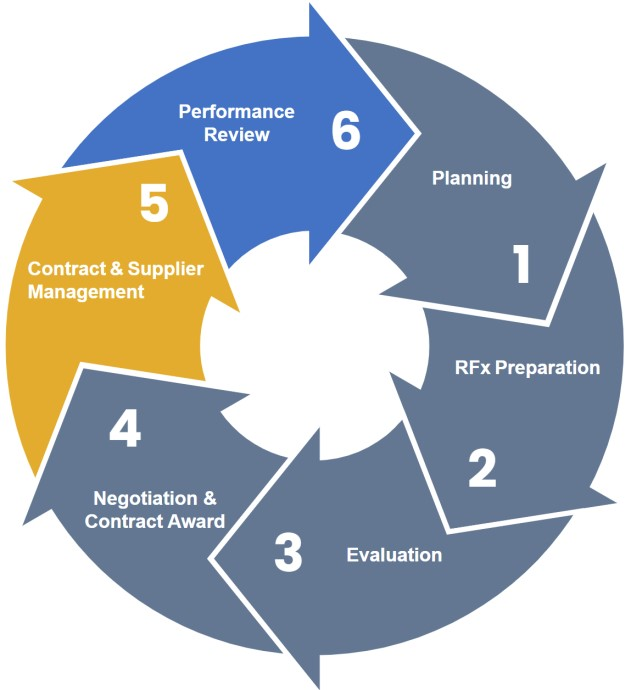 Planning
1
RFx Preparation
2
3
Evaluation
4
Negotiation &
Contract Award
5
Contract & Supplier
Management
Performance
Review
6